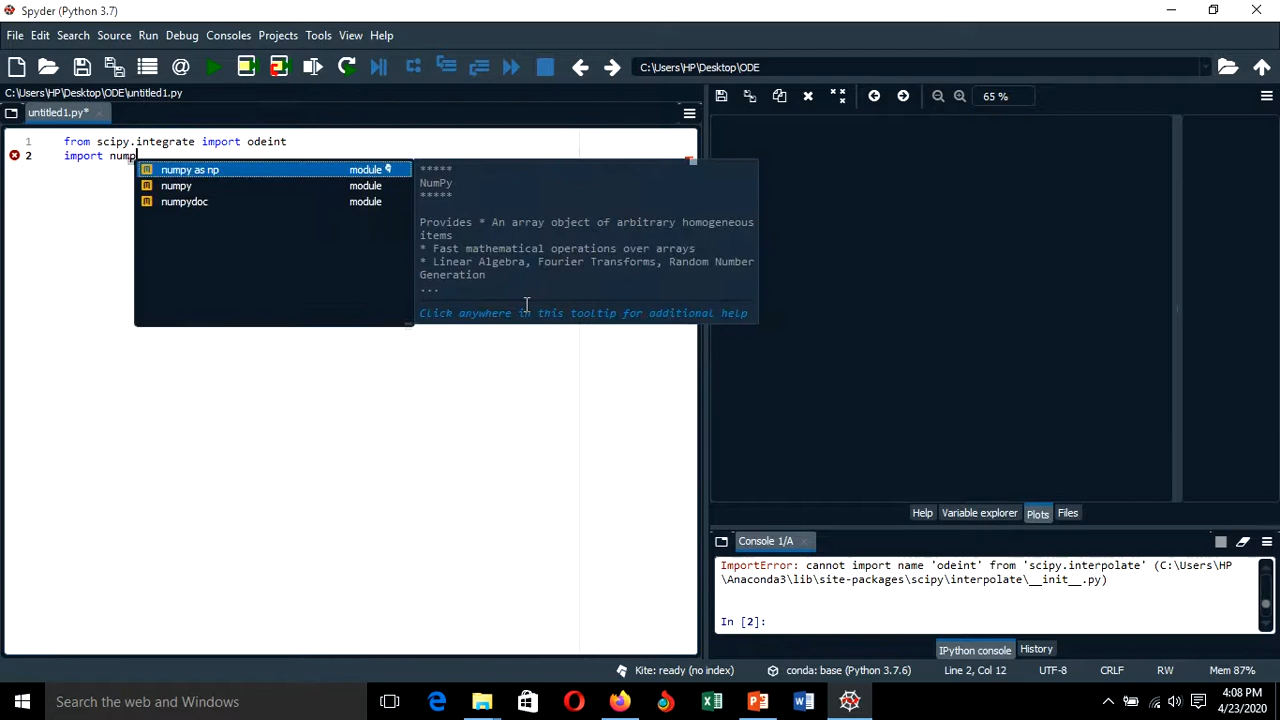 Spyder (Python 3.7)
File Edit Search Source Run Debug Consoles Projects Tools View Help
C:\Users\HP\Desktop\ODE
C:\Users\HP\Desktop\ODE\untitled1.py
untitled1.py*
65 %
1 from scipy.integrate import odeint
2 import nump
numpy as np module
numpy module
numpydoc module
*****
NumPy
*****
Provides * An array object of arbitrary homogeneous
items
* Fast mathematical operations over arrays
* Linear Algebra, Fourier Transforms, Random Number
Generation
...
Click anywhere in this tooltip for additional help
Help Variable explorer Plots Files
Console 1/A
ImportError: cannot import name 'odeint' from 'scipy.interpolate' (C:\Users\HP
\Anaconda3\lib\site-packages\scipy\interpolate\__init__.py)
In [2]:
IPython console History
Kite: ready (no index) conda: base (Python 3.7.6) Line 2, Col 12 UTF-8 CRLF RW Mem 87%
Search the web and Windows
4:08 PM
4/23/2020